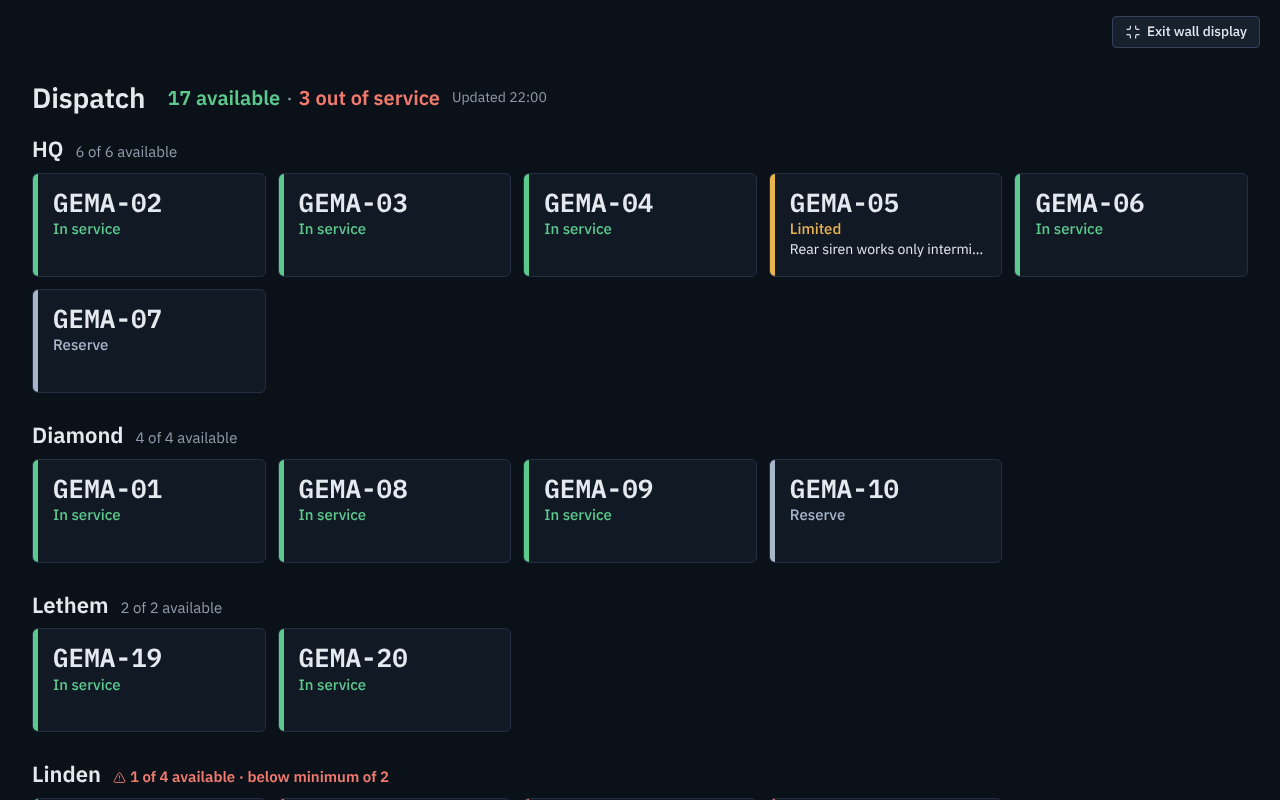 Exit wall display
Dispatch 17 available · 3 out of service Updated 22:00
HQ 6 of 6 available
GEMA-02 GEMA-03 GEMA-04 GEMA-05 GEMA-06
In service In service In service Limited In service
Rear siren works only intermi...
GEMA-07
Reserve
Diamond 4 of 4 available
GEMA-01 GEMA-08 GEMA-09 GEMA-10
In service In service In service Reserve
Lethem 2 of 2 available
GEMA-19 GEMA-20
In service In service
Linden 1 of 4 available · below minimum of 2